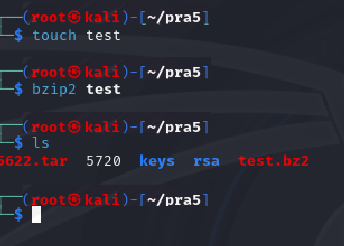 (root㉿kali)-[~/pra5]
$ touch test
(root㉿kali)-[~/pra5]
$ bzip2 test
(root㉿kali)-[~/pra5]
$ ls
5622.tar 5720 keys rsa test.bz2
(root㉿kali)-[~/pra5]
$